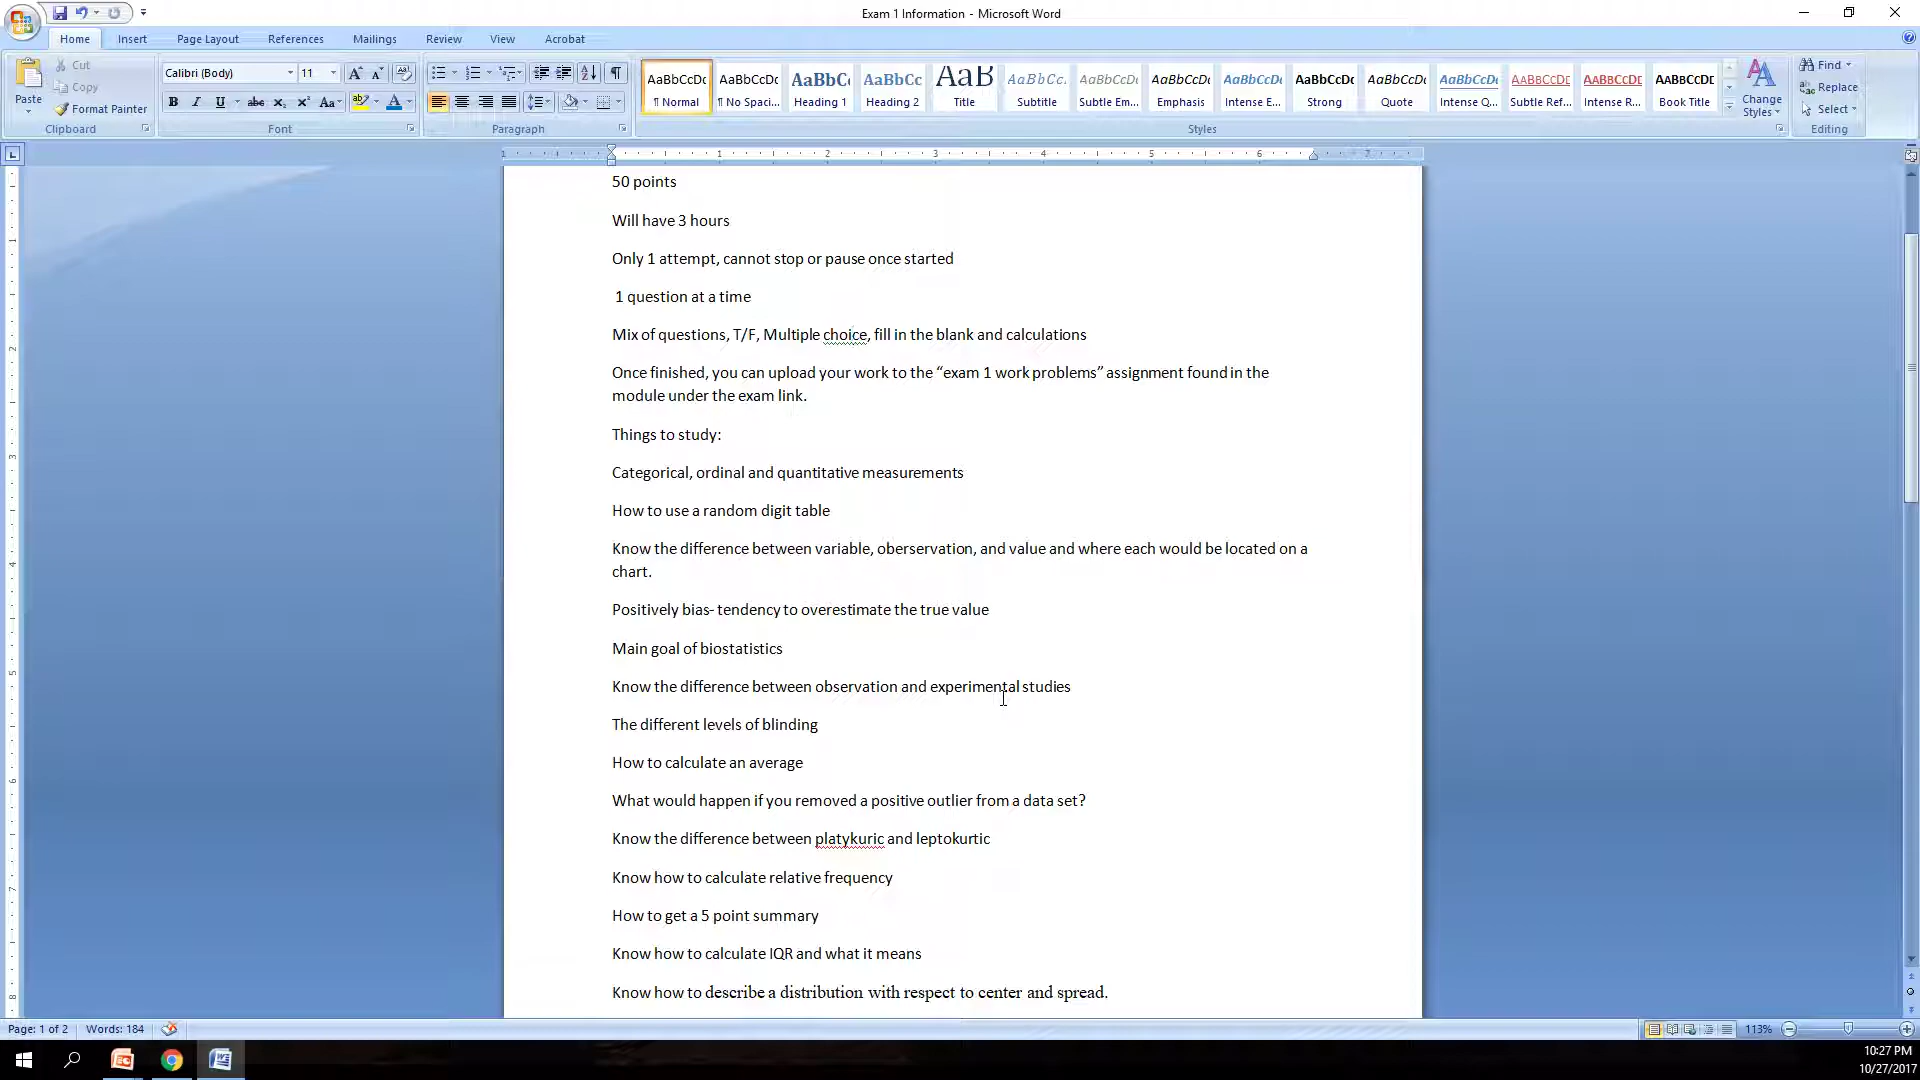 Exam 1 Information - Microsoft Word
Home Insert Page Layout References Mailings Review View Acrobat
Paste
Cut
Copy
Format Painter
Clipboard
Calibri (Body) 11
Font
Paragraph
AaBbCcDc AaBbCcDc AaBbCc AaBbCc AaB AaBbCc. AaBbCcDc AaBbCcDc AaBbCcDc AaBbCcDc AaBbCcDc AaBbCcDc AABBCCDE AABBCCDE AABBCCDE
¶ Normal ¶ No Spaci... Heading 1 Heading 2 Title Subtitle Subtle Em... Emphasis Intense E... Strong Quote Intense Q... Subtle Ref... Intense R... Book Title
Styles
Change Styles
Find
Replace
Select
Editing
1 1 2 3 4 5 6 7
50 points
Will have 3 hours
Only 1 attempt, cannot stop or pause once started
1 question at a time
Mix of questions, T/F, Multiple choice, fill in the blank and calculations
Once finished, you can upload your work to the “exam 1 work problems” assignment found in the
module under the exam link.
Things to study:
Categorical, ordinal and quantitative measurements
How to use a random digit table
Know the difference between variable, oberservation, and value and where each would be located on a
chart.
Positively bias- tendency to overestimate the true value
Main goal of biostatistics
Know the difference between observation and experimental studies
The different levels of blinding
How to calculate an average
What would happen if you removed a positive outlier from a data set?
Know the difference between platykuric and leptokurtic
Know how to calculate relative frequency
How to get a 5 point summary
Know how to calculate IQR and what it means
Know how to describe a distribution with respect to center and spread.
Page: 1 of 2 Words: 184
113%
10:27 PM
10/27/2017